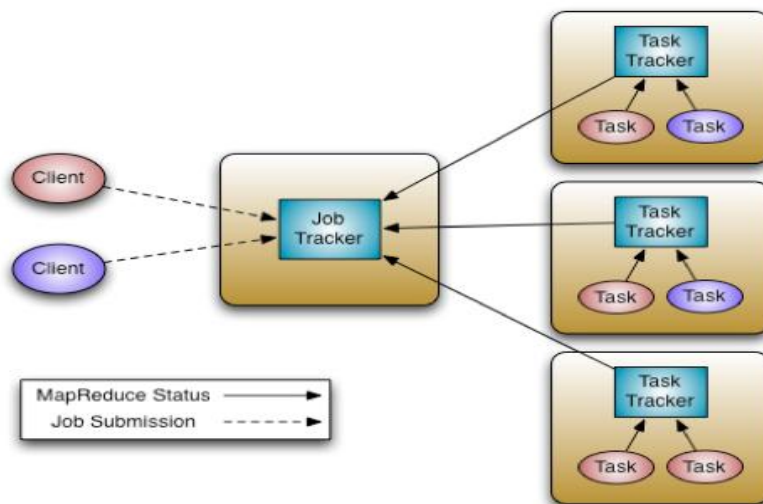 Task
Tracker
Task
Task
Client
Job
Tracker
Task
Tracker
Client
Task
Task
Task
Tracker
MapReduce Status
Job Submission
Task
Task